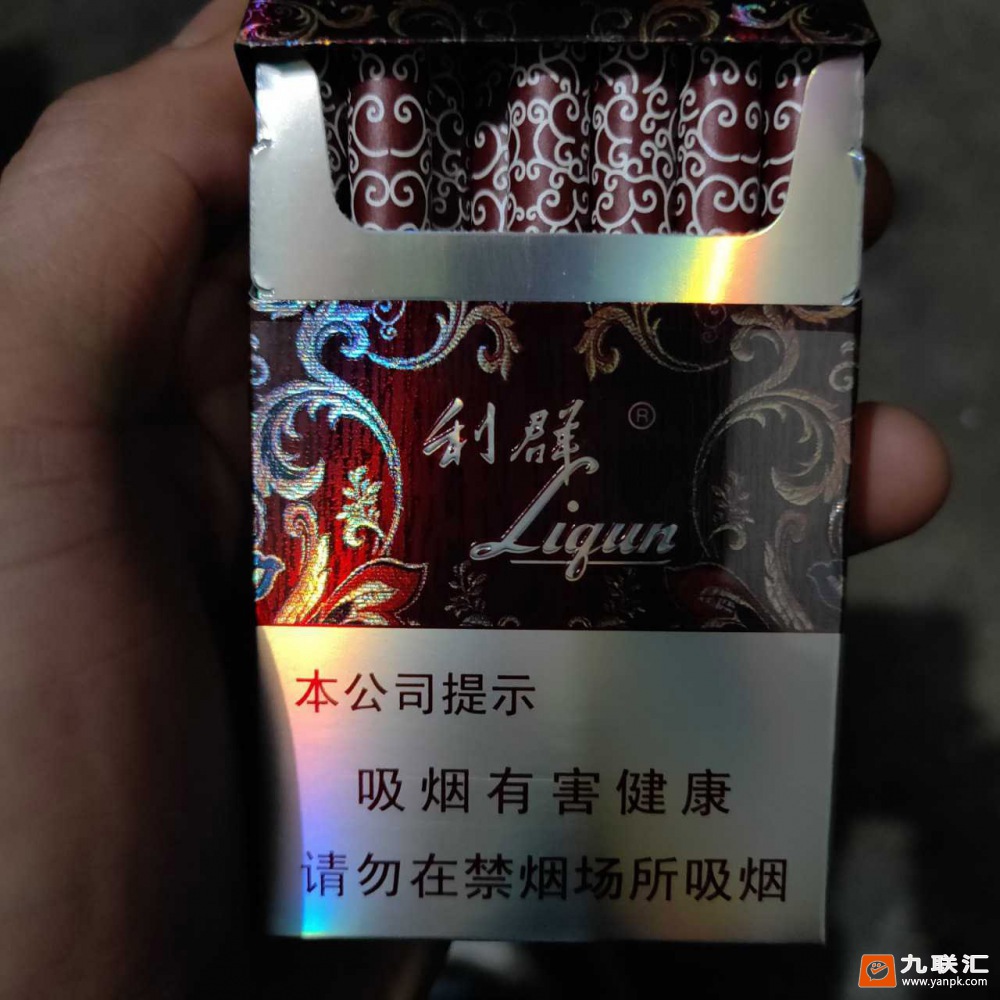 利群®
Liqun
本公司提示
吸烟有害健康
请勿在禁烟场所吸烟
九联汇
www.yanpk.com